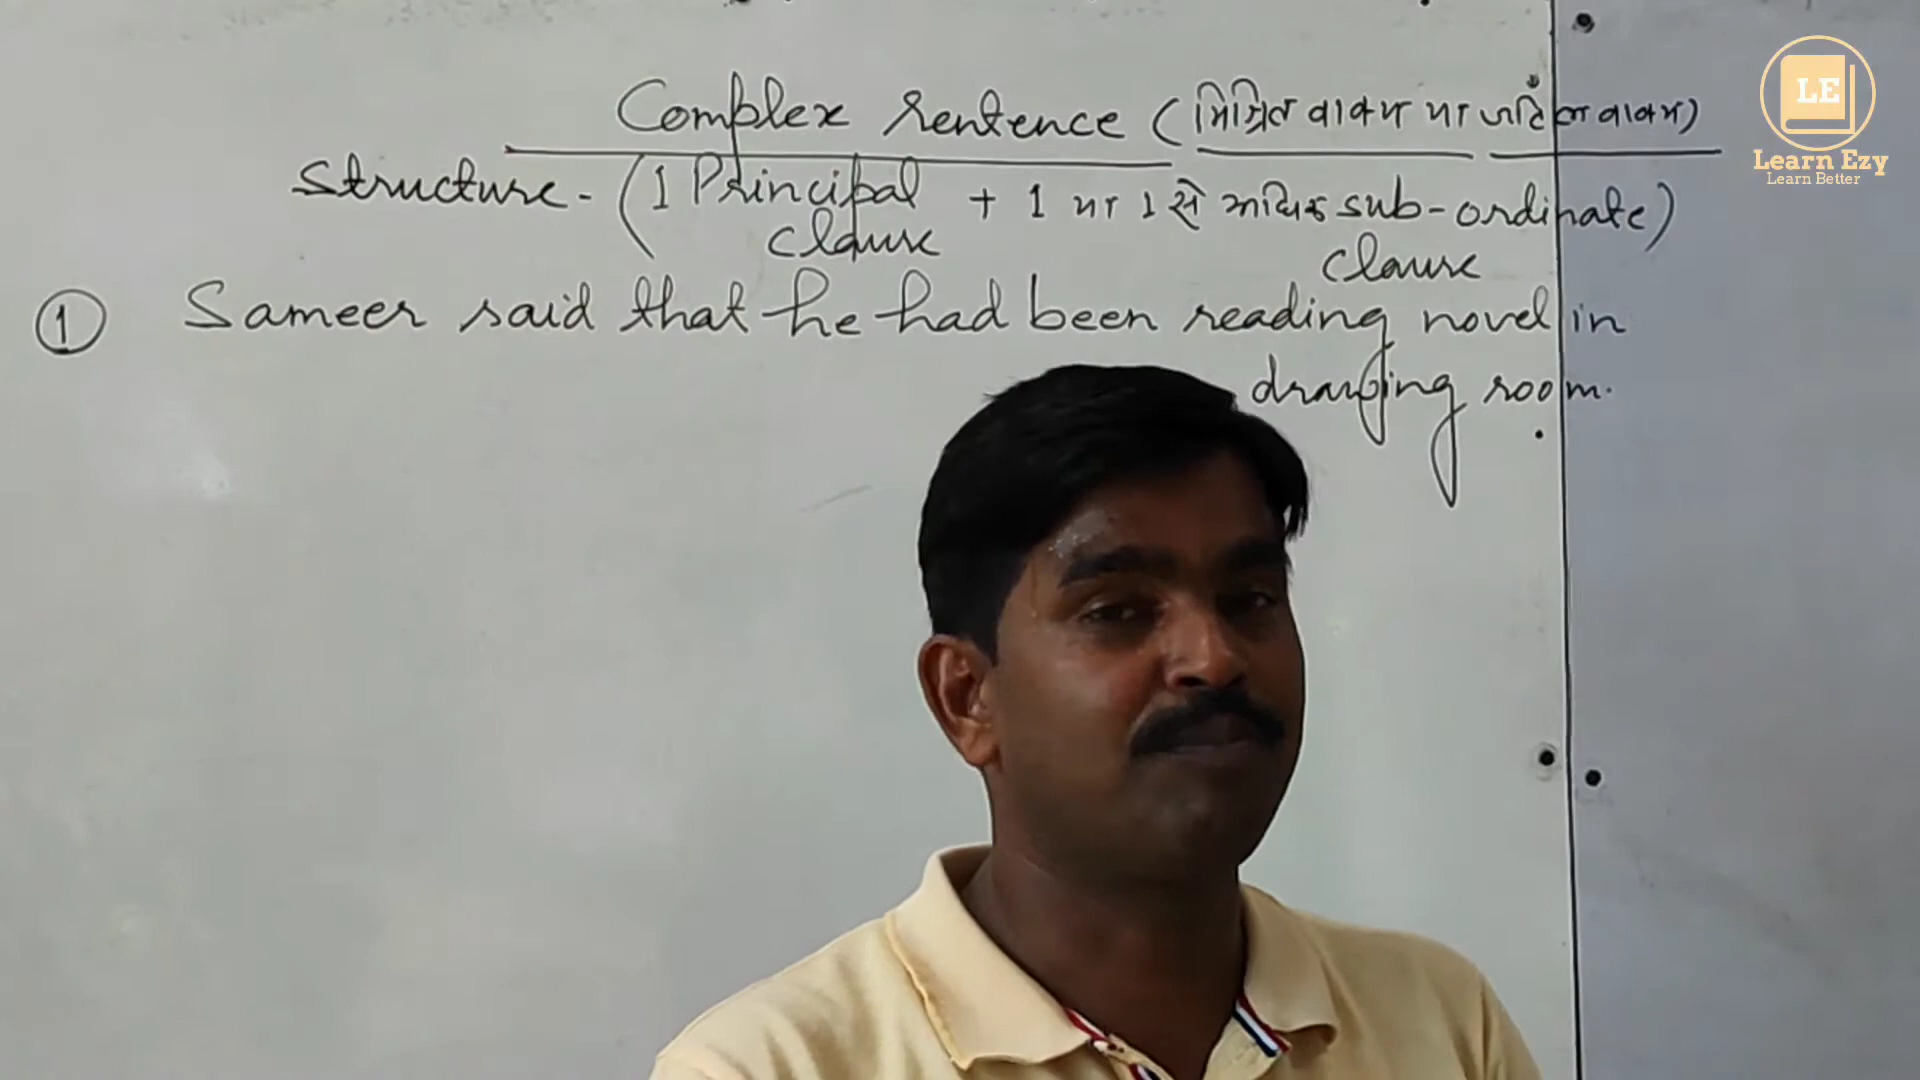 Complex Sentence (मिश्रित वाक्य या जटिल वाक्य)
Structure - (1 Principal + 1 या 1 से अधिक sub-ordinate)
clause clause
1 Sameer said that he had been reading novel in
drawing room.
LE
Learn Ezy
Learn Better